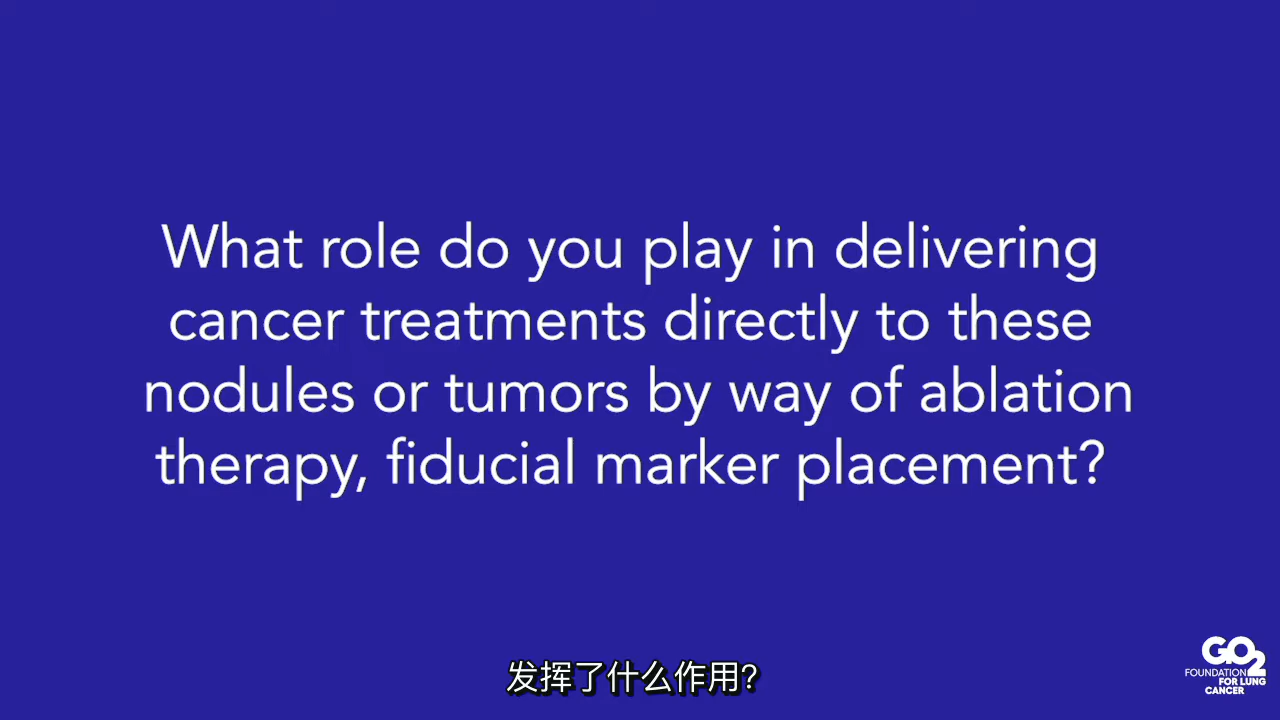 What role do you play in delivering
cancer treatments directly to these
nodules or tumors by way of ablation
therapy, fiducial marker placement?
发挥了什么作用?
GO2
FOUNDATION
FOR LUNG
CANCER